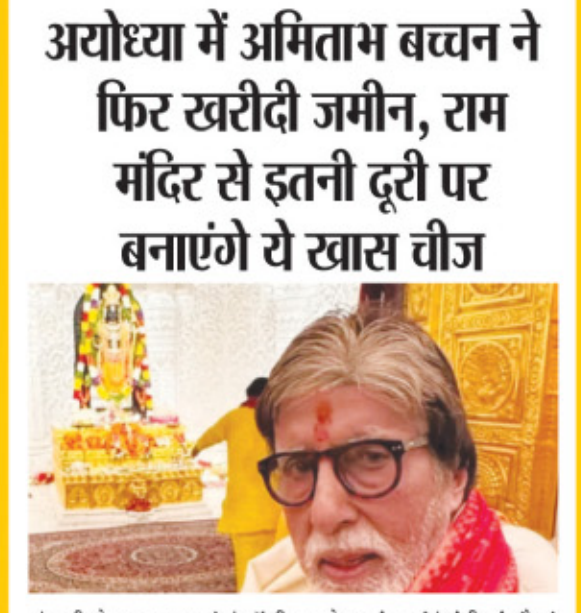 अयोध्या में अमिताभ बच्चन ने
फिर खरीदी जमीन, राम
मंदिर से इतनी दूरी पर
बनाएंगे ये खास चीज